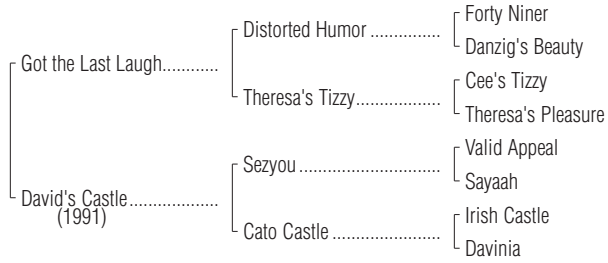 Forty Niner
Distorted Humor ...............
Danzig's Beauty
Got the Last Laugh............
Cee's Tizzy
Theresa's Tizzy..................
Theresa's Pleasure
Valid Appeal
Sezyou ..............................
Sayaah
David's Castle...................
(1991)
Irish Castle
Cato Castle .......................
Davinia